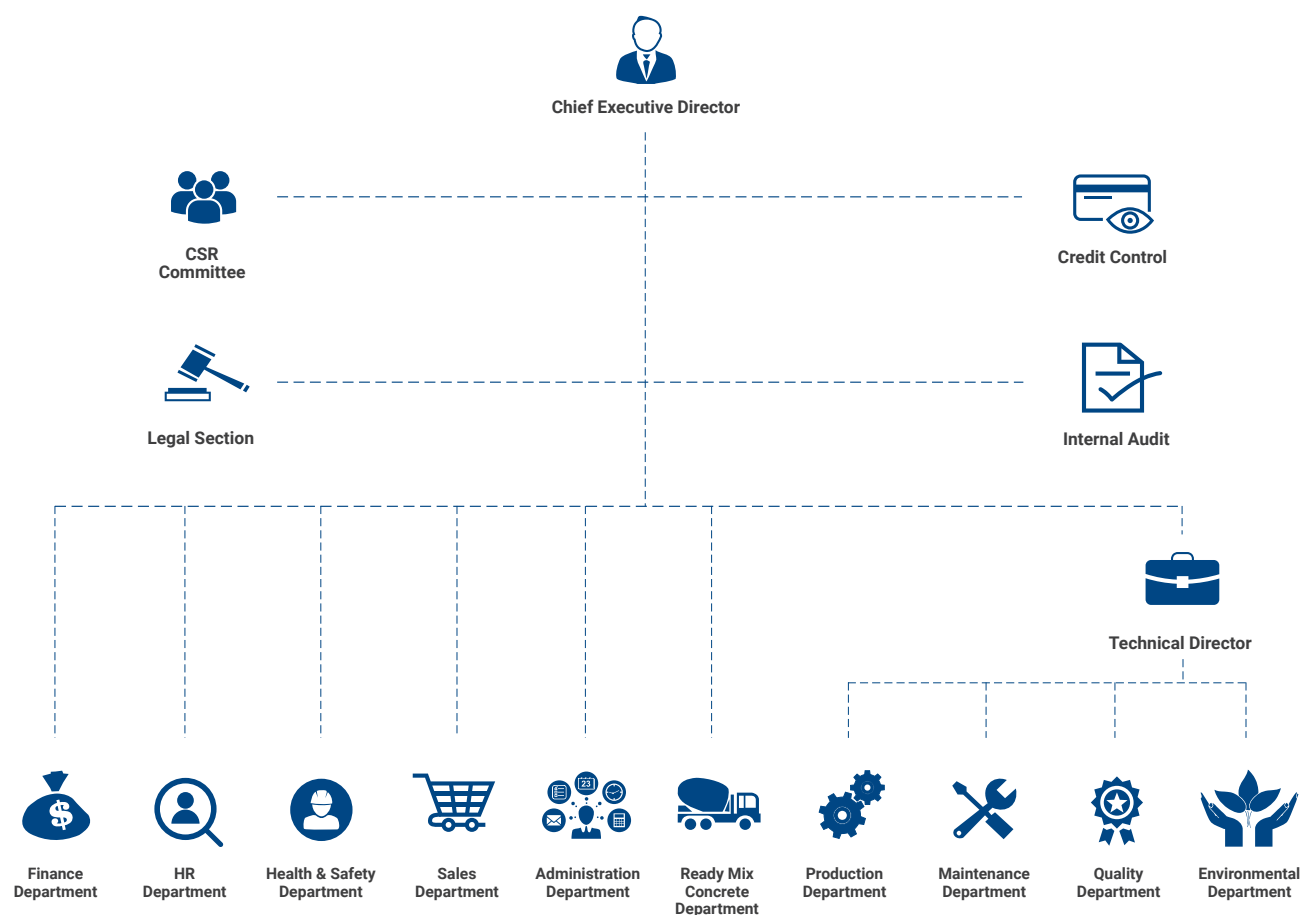 Chief Executive Director
CSR
Committee
Credit Control
Legal Section
Internal Audit
Technical Director
23
$
Finance
Department
HR
Department
Health & Safety
Department
Sales
Department
Administration
Department
Ready Mix
Concrete
Department
Production
Department
Maintenance
Department
Quality
Department
Environmental
Department